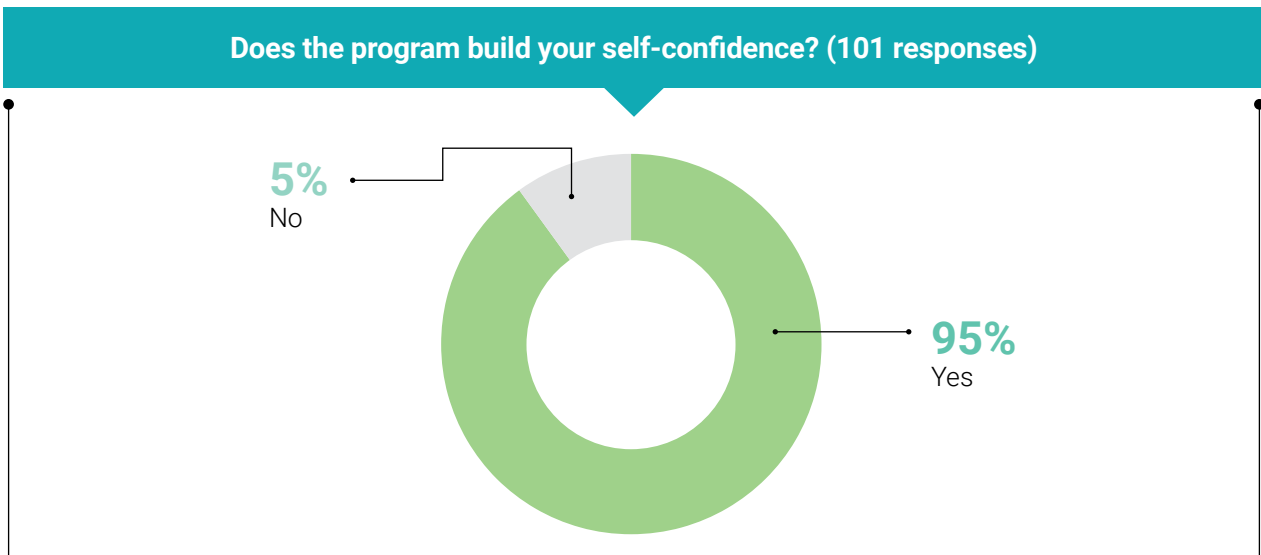 Does the program build your self-confidence? (101 responses)
5%
No
95%
Yes